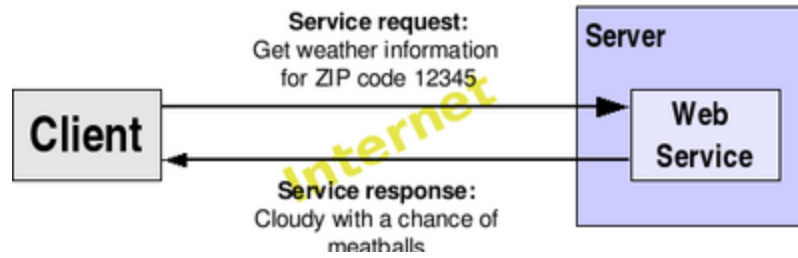 Service request:
Get weather information
for ZIP code 12345
Server
Client
Internet
Web
Service
Service response:
Cloudy with a chance of
meatballs